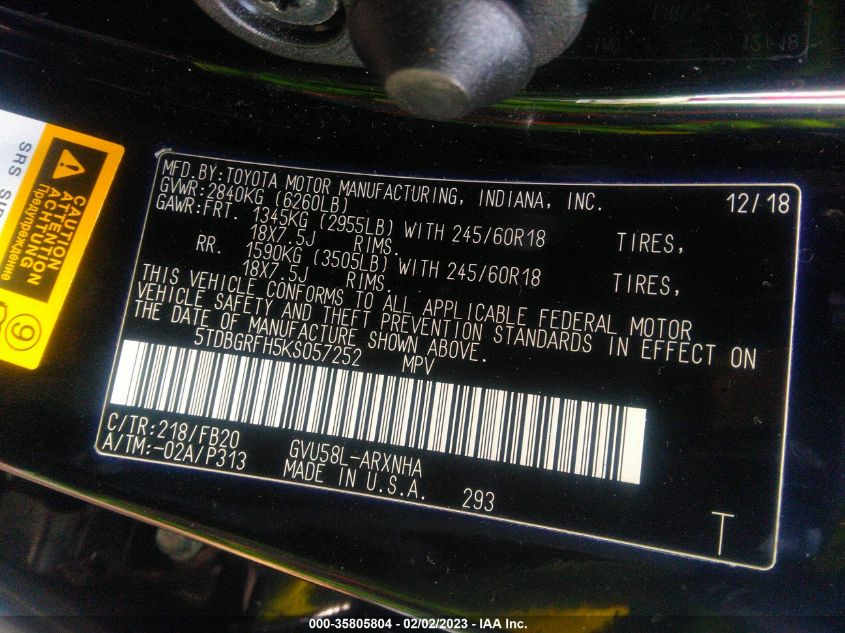 MFD.BY:TOYOTA MOTOR MANUFACTURING, INDIANA, INC. 12/18
GVWR:2840KG (6260LB)
GAWR:FRT. 1345KG (2955LB) WITH 245/60R18 TIRES,
18X7.5J RIMS.
RR. 1590KG (3505LB) WITH 245/60R18 TIRES,
18X7.5J RIMS.
THIS VEHICLE CONFORMS TO ALL APPLICABLE FEDERAL MOTOR
VEHICLE SAFETY AND THEFT PREVENTION STANDARDS IN EFFECT ON
THE DATE OF MANUFACTURE SHOWN ABOVE.
5TDBGRFH5KS057252 MPV
C/TR:218/FB20
A/TM:-02A/P313
GVU58L-ARXNHA
MADE IN U.S.A. 293
T
CAUTION
ATTENTION
ACHTUNG
Предупреждение
SRS
9
000-35805804 - 02/02/2023 - IAA Inc.